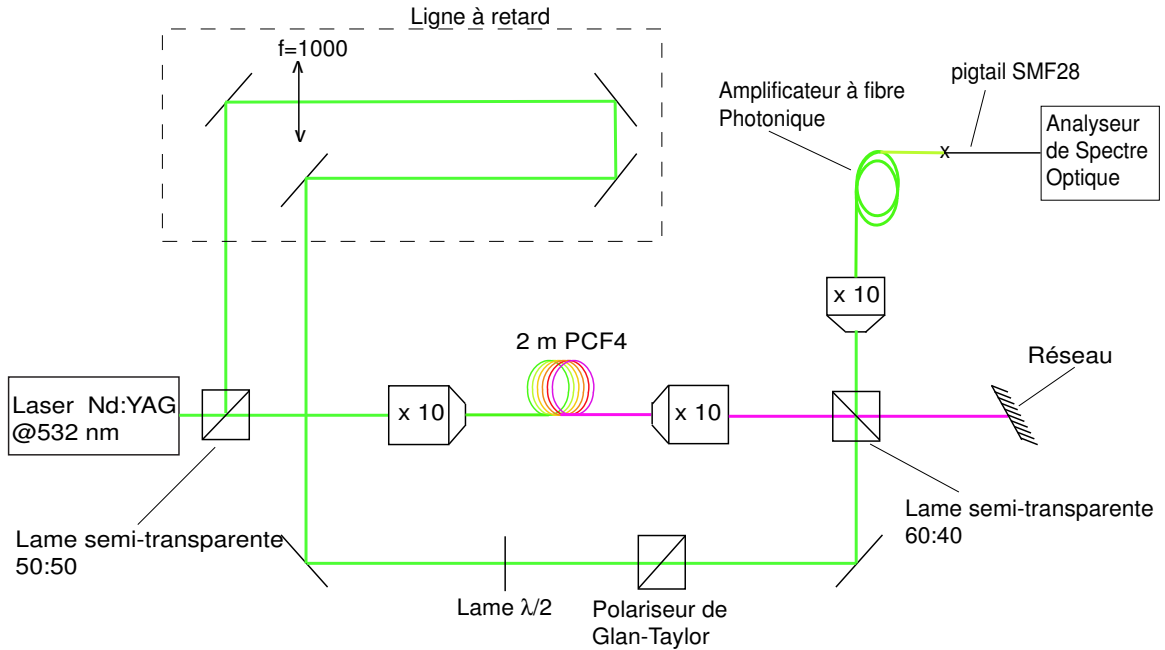 Ligne à retard
f=1000
pigtail SMF28
Amplificateur à fibre
Photonique
Analyseur
de Spectre
Optique
x
x 10
2 m PCF4
Réseau
Laser Nd:YAG
@532 nm
x 10
x 10
Lame semi-transparente
50:50
Lame semi-transparente
60:40
Lame λ/2
Polariseur de
Glan-Taylor